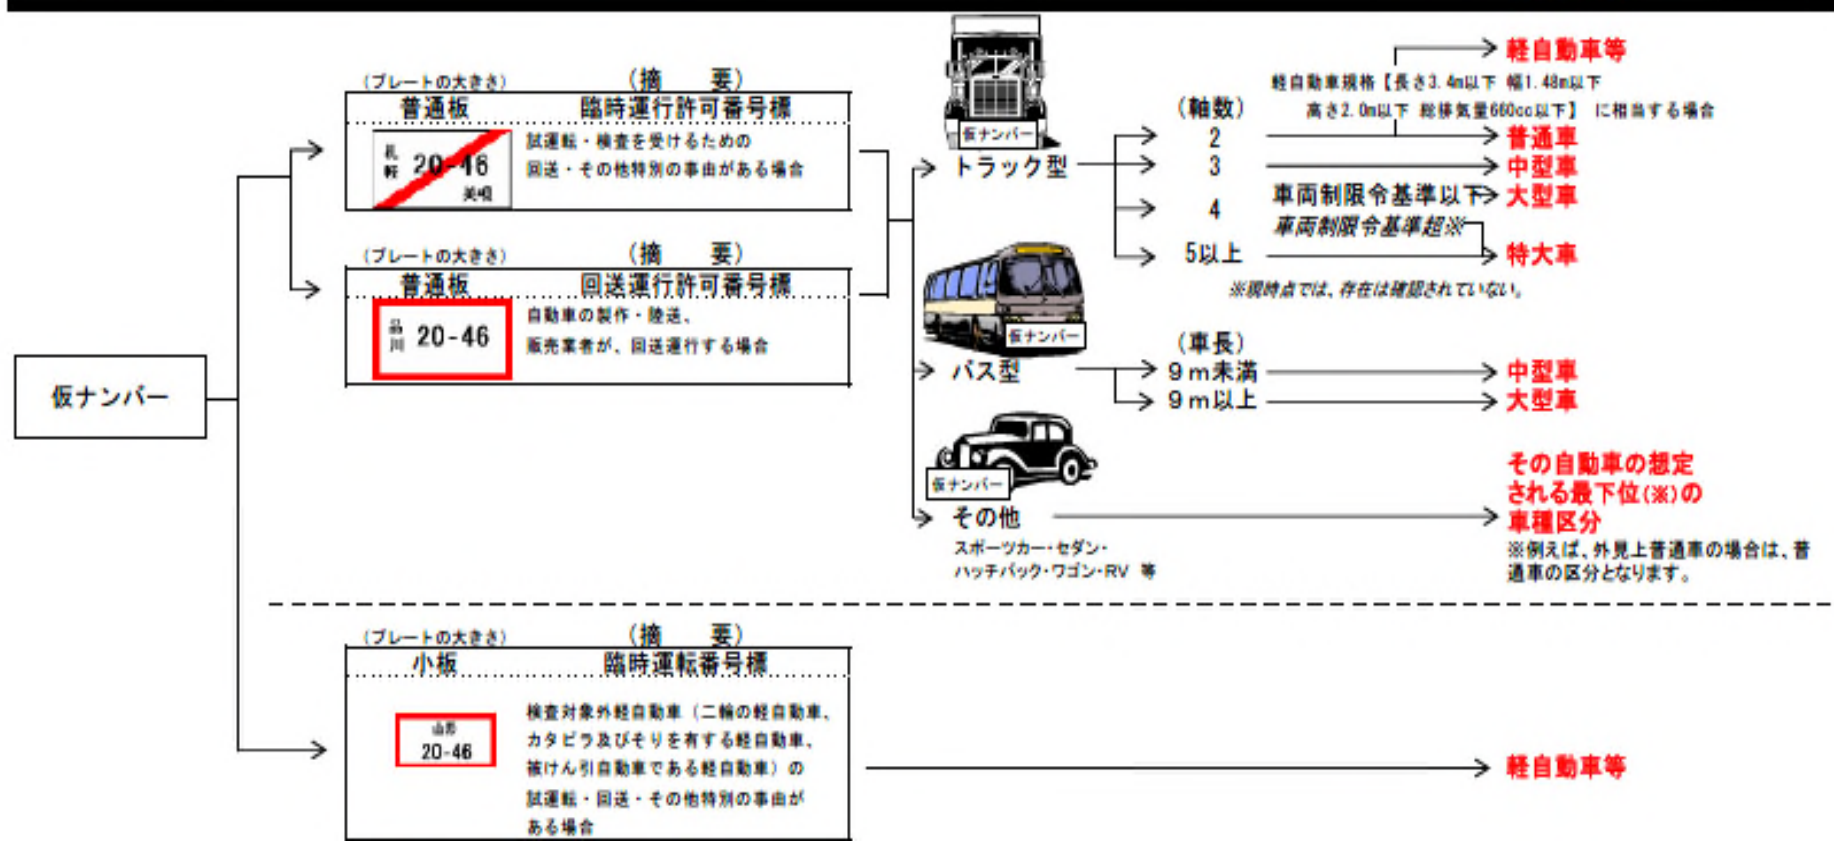 仮ナンバー
(プレートの大きさ) (摘　要)
普通板 臨時運行許可番号標
札
軽 20-46
美唄
試運転・検査を受けるための
回送・その他特別の事由がある場合
(プレートの大きさ) (摘　要)
普通板 回送運行許可番号標
品
川 20-46
自動車の製作・陸送、
販売業者が、回送運行する場合
仮ナンバー
トラック型
(軸数)
2
3
4
5以上
軽自動車等
軽自動車規格【長さ3.4m以下 幅1.48m以下
高さ2.0m以下 総排気量660cc以下】 に相当する場合
普通車
中型車
車両制限令基準以下 大型車
車両制限令基準超※
特大車
※現時点では、存在は確認されていない。
仮ナンバー
バス型
(車長)
9m未満 中型車
9m以上 大型車
仮ナンバー
その他
スポーツカー・セダン・
ハッチバック・ワゴン・RV 等
その自動車の想定
される最下位(※)の
車種区分
※例えば、外見上普通車の場合は、普
通車の区分となります。
(プレートの大きさ) (摘　要)
小板 臨時運転番号標
山形
20-46
検査対象外軽自動車（二輪の軽自動車、
カタピラ及びそりを有する軽自動車、
被けん引自動車である軽自動車）の
試運転・回送・その他特別の事由が
ある場合
軽自動車等